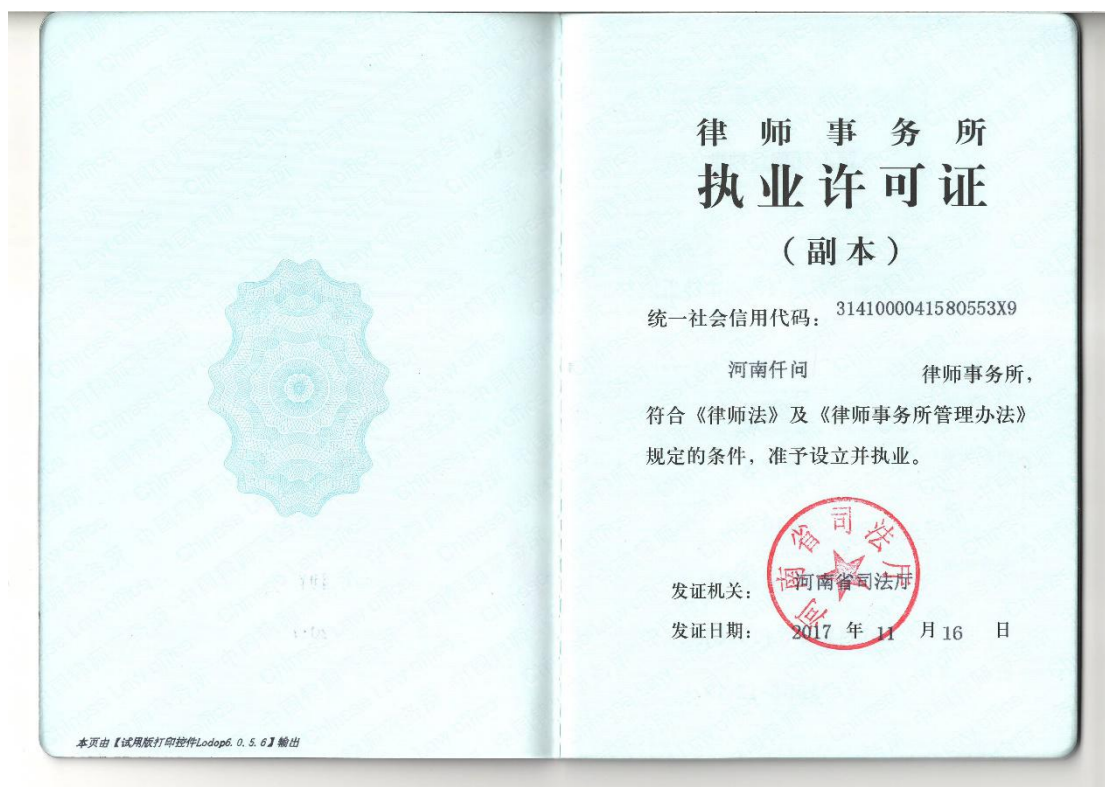 律师事务所
执业许可证
（副本）
统一社会信用代码： 3141000041580553X9
河南仟问 律师事务所，
符合《律师法》及《律师事务所管理办法》
规定的条件，准予设立并执业。
河南省司法厅
发证机关： 河南省司法厅
发证日期： 2017 年 11 月 16 日
本页由【试用版打印控件Lodop6.0.5.6】输出